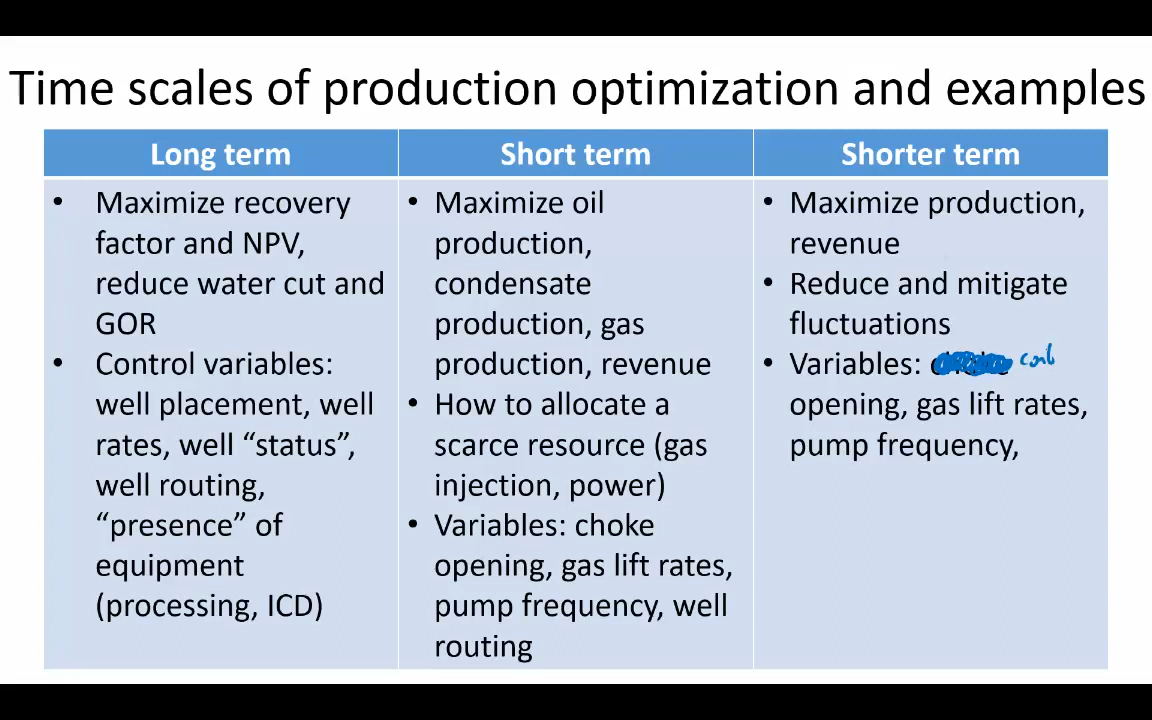 Time scales of production optimization and examples
Long term
Short term
Shorter term
• Maximize recovery
factor and NPV,
reduce water cut and
GOR
• Control variables:
well placement, well
rates, well “status”,
well routing,
“presence” of
equipment
(processing, ICD)
• Maximize oil
production,
condensate
production, gas
production, revenue
• How to allocate a
scarce resource (gas
injection, power)
• Variables: choke
opening, gas lift rates,
pump frequency, well
routing
• Maximize production,
revenue
• Reduce and mitigate
fluctuations
• Variables:
opening, gas lift rates,
pump frequency,